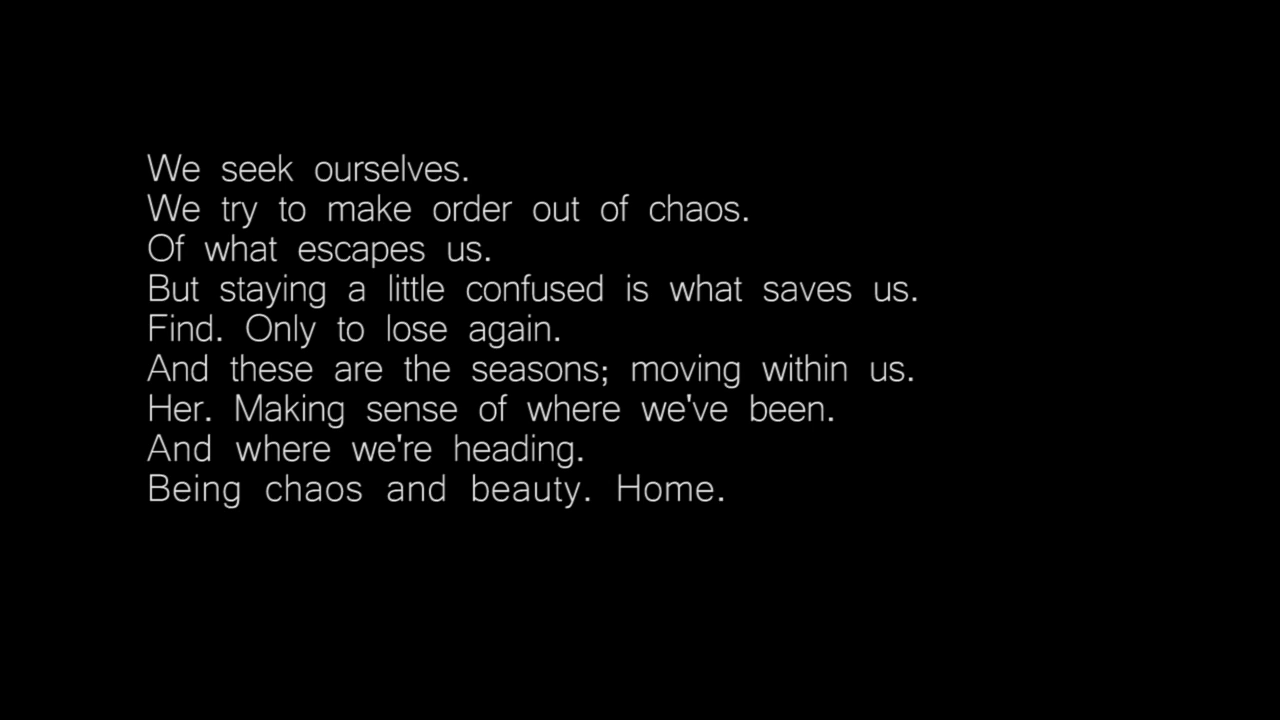 We seek ourselves.
We try to make order out of chaos.
Of what escapes us.
But staying a little confused is what saves us.
Find. Only to lose again.
And these are the seasons; moving within us.
Her. Making sense of where we've been.
And where we're heading.
Being chaos and beauty. Home.